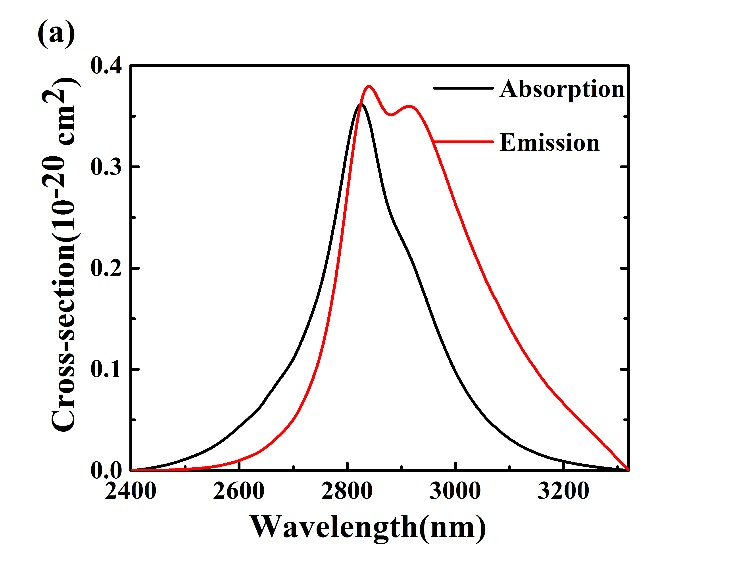 (a)
0.4
0.3
0.2
0.1
0.0
Cross-section(10-20 cm2)
Absorption
Emission
2400 2600 2800 3000 3200
Wavelength(nm)